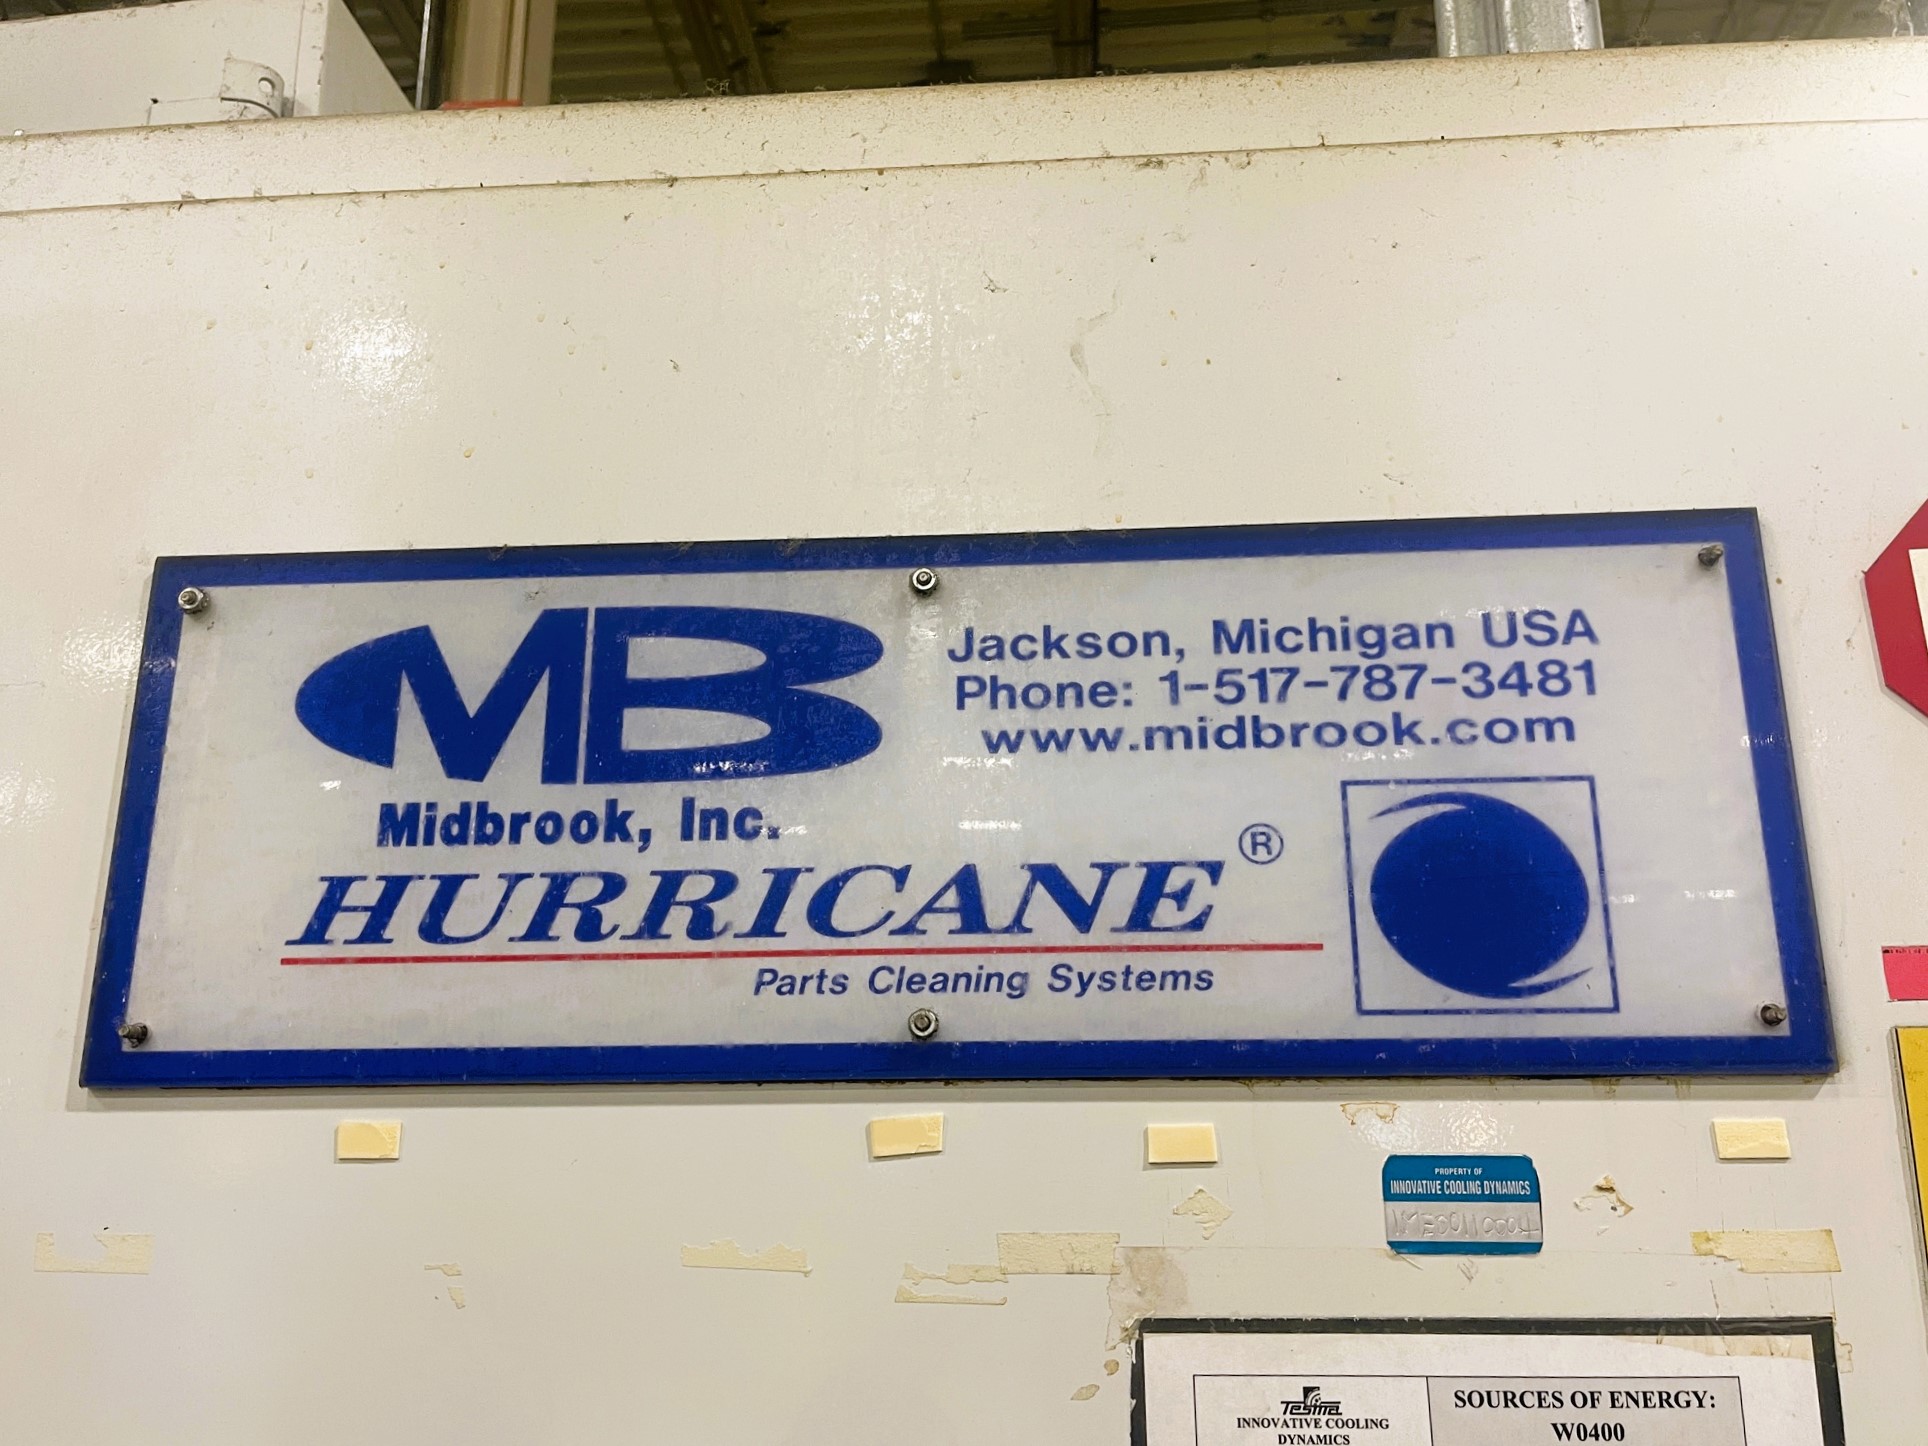 MB
Midbrook, Inc.
Jackson, Michigan USA
Phone: 1-517-787-3481
www.midbrook.com
HURRICANE ®
Parts Cleaning Systems
PROPERTY OF
INNOVATIVE COOLING DYNAMICS
Tesma
INNOVATIVE COOLING
DYNAMICS
SOURCES OF ENERGY:
W0400